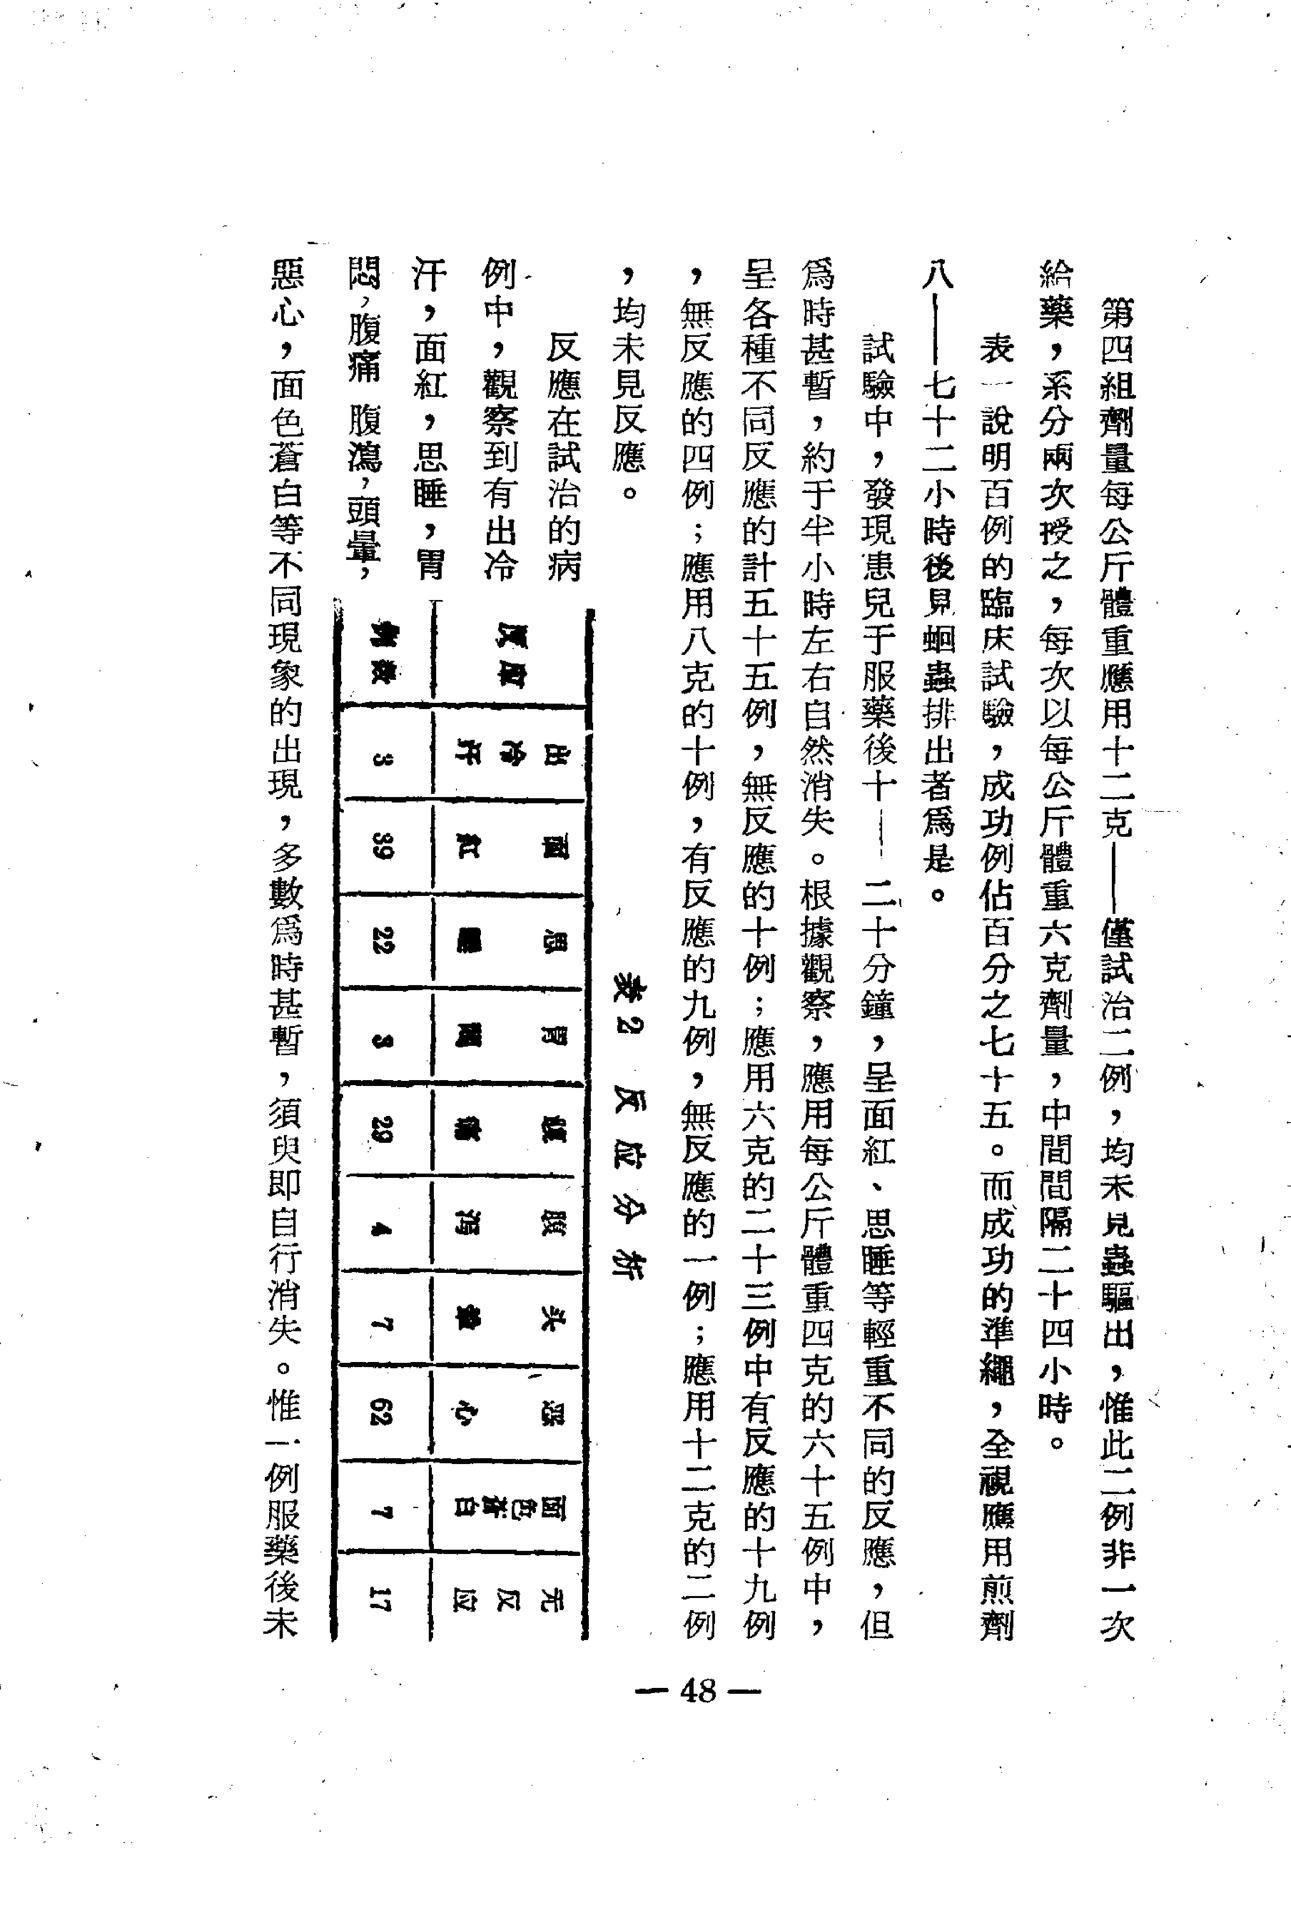 第四組劑量每公斤體重應用十二克——僅試治二例，均未見蟲驅出，惟此二例非一次
給藥，系分兩次授之，每次以每公斤體重六克劑量，中間間隔二十四小時。
表一說明百例的臨床試驗，成功例佔百分之七十五。而成功的準繩，全視應用煎劑
八——七十二小時後見蛔蟲排出者爲是。
試驗中，發現患兒于服藥後十——二十分鐘，呈面紅、思睡等輕重不同的反應，但
爲時甚暫，約于半小時左右自然消失。根據觀察，應用每公斤體重四克的六十五例中，
呈各種不同反應的計五十五例，無反應的十例；應用六克的二十三例中有反應的十九例
，無反應的四例；應用八克的十例，有反應的九例，無反應的一例；應用十二克的二例
，均未見反應。
反應在試治的病
例中，觀察到有出冷
汗，面紅，思睡，胃
悶，腹痛 腹瀉，頭暈，
表2 反应分析
反应 出冷汗 面紅 思睡 胃悶 腹痛 腹瀉 头暈 惡心 面色蒼白 无反应
例数 3 39 22 3 29 4 7 62 7 17
惡心，面色蒼白等不同現象的出現，多數爲時甚暫，須臾即自行消失。惟一例服藥後未
— 48 —